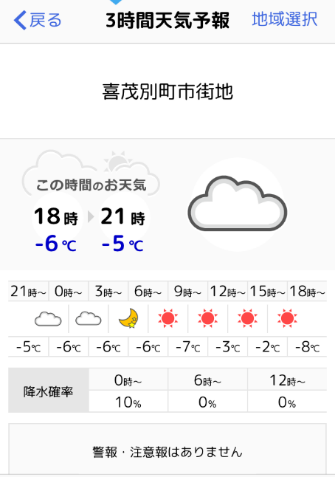 戻る 3時間天気予報 地域選択
喜茂別町市街地
この時間のお天気
18時 21時
-6℃ -5℃
21時~ 0時~ 3時~ 6時~ 9時~ 12時~ 15時~ 18時~
-5℃ -6℃ -6℃ -6℃ -7℃ -3℃ -2℃ -8℃
降水確率 0時~ 6時~ 12時~
10% 0% 0%
警報・注意報はありません